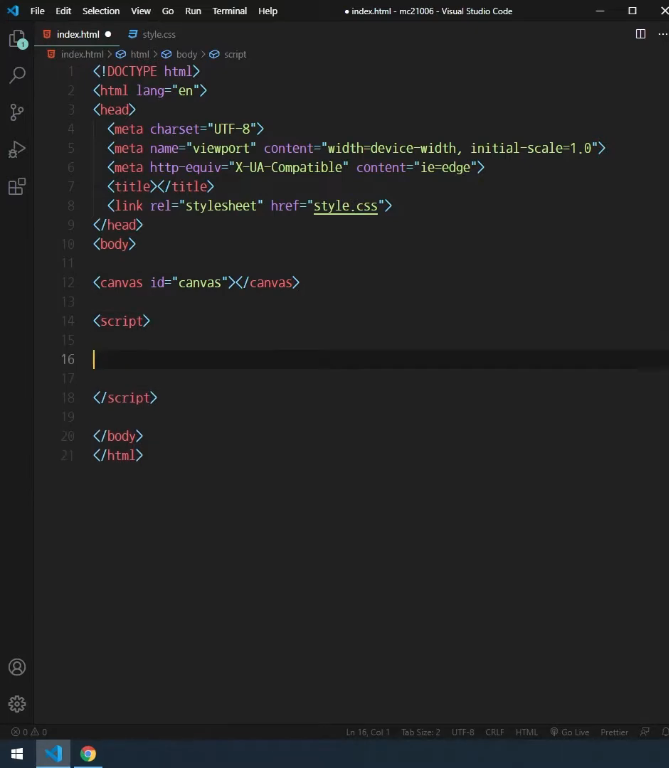 File Edit Selection View Go Run Terminal Help ● index.html - mc21006 - Visual Studio Code
index.html ● style.css
index.html > html > body > script
1 <!DOCTYPE html>
2 <html lang="en">
3 <head>
4 <meta charset="UTF-8">
5 <meta name="viewport" content="width=device-width, initial-scale=1.0">
6 <meta http-equiv="X-UA-Compatible" content="ie=edge">
7 <title></title>
8 <link rel="stylesheet" href="style.css">
9 </head>
10 <body>
11
12 <canvas id="canvas"></canvas>
13
14 <script>
15
16
17
18 </script>
19
20 </body>
21 </html>
1
0 0 Ln 16, Col 1 Tab Size: 2 UTF-8 CRLF HTML Go Live Prettier